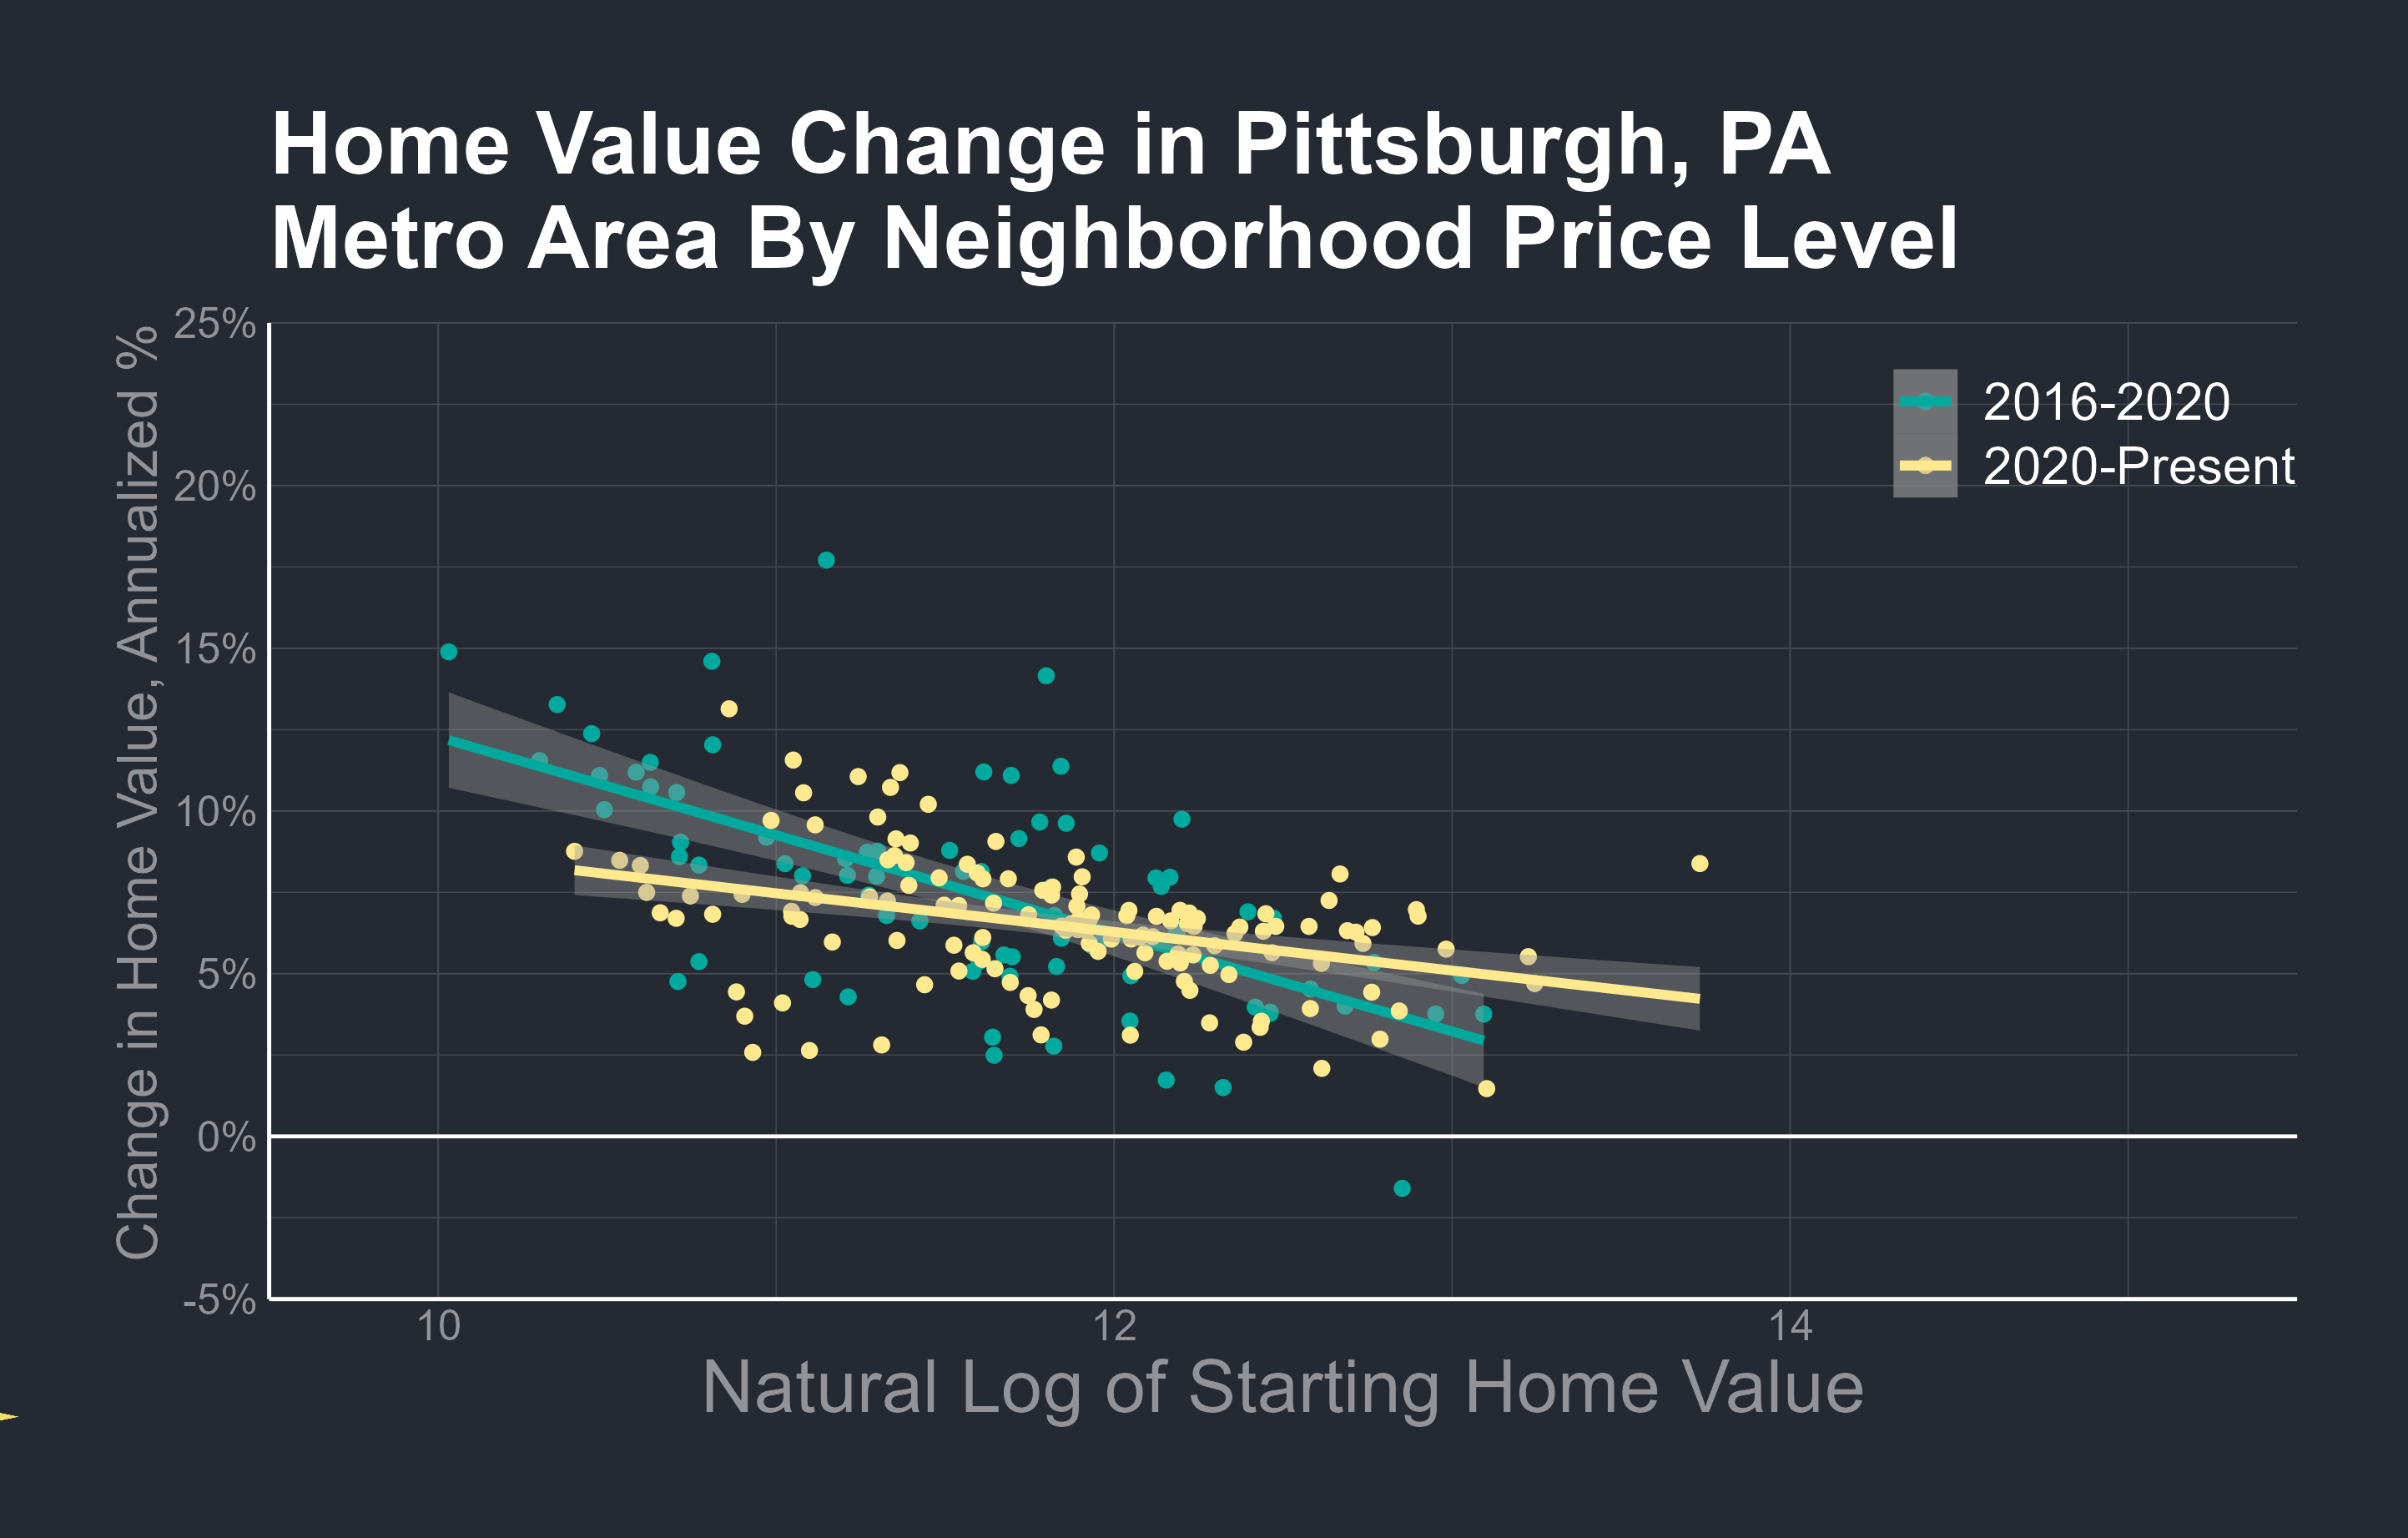 Home Value Change in Pittsburgh, PA
Metro Area By Neighborhood Price Level
Change in Home Value, Annualized %
25%
20%
15%
10%
5%
0%
-5%
2016-2020
2020-Present
10
12
14
Natural Log of Starting Home Value